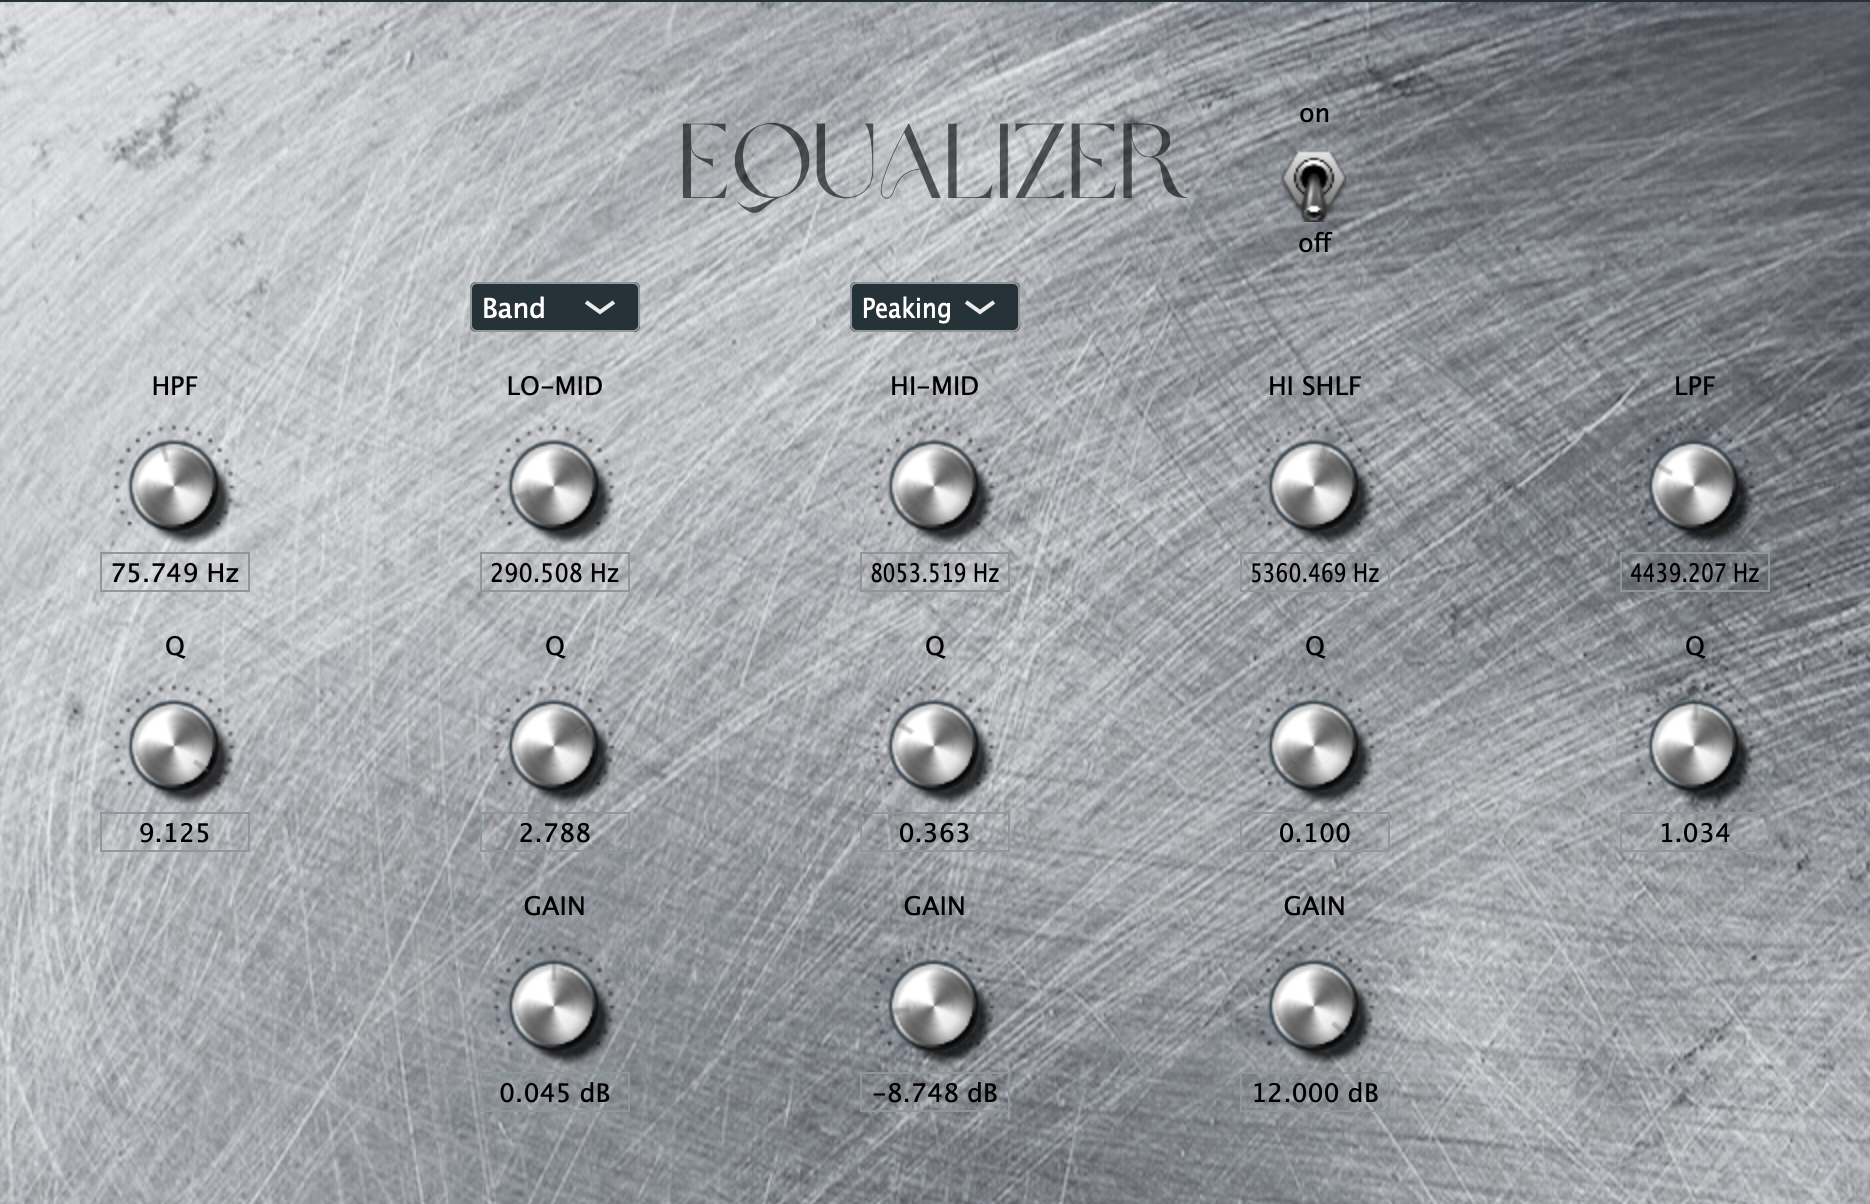 on
EQUALIZER
off
Band Peaking
HPF LO-MID HI-MID HI SHLF LPF
75.749 Hz 290.508 Hz 8053.519 Hz 5360.469 Hz 4439.207 Hz
Q Q Q Q Q
9.125 2.788 0.363 0.100 1.034
GAIN GAIN GAIN
0.045 dB -8.748 dB 12.000 dB